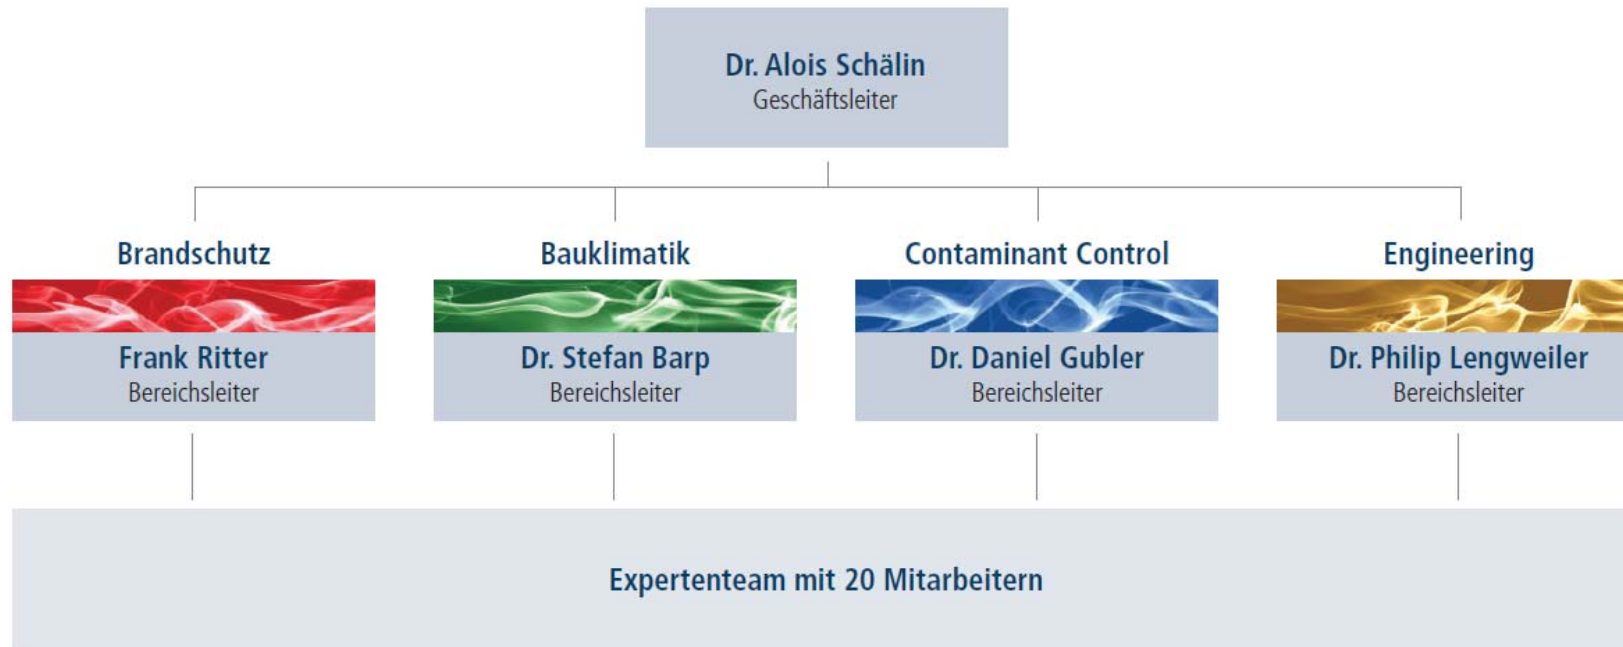 Dr. Alois Schälin
Geschäftsleiter
Brandschutz
Frank Ritter
Bereichsleiter
Bauklimatik
Dr. Stefan Barp
Bereichsleiter
Contaminant Control
Dr. Daniel Gubler
Bereichsleiter
Engineering
Dr. Philip Lengweiler
Bereichsleiter
Expertenteam mit 20 Mitarbeitern